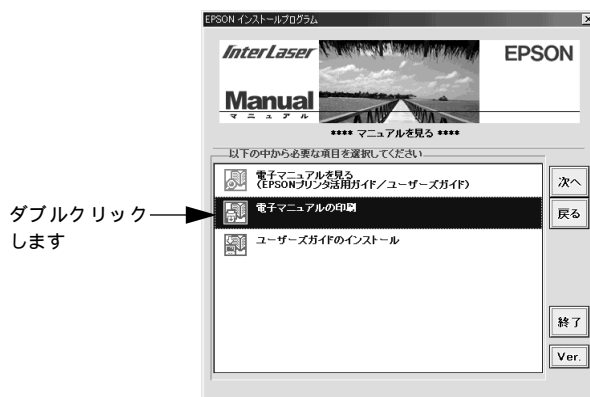 EPSON インストールプログラム
InterLaser
EPSON
Manual
マニュアル
**** マニュアルを見る ****
以下の中から必要な項目を選択してください
電子マニュアルを見る
(EPSONプリンタ活用ガイド/ユーザーズガイド)
電子マニュアルの印刷
ユーザーズガイドのインストール
次へ
戻る
終了
Ver.
ダブルクリック
します